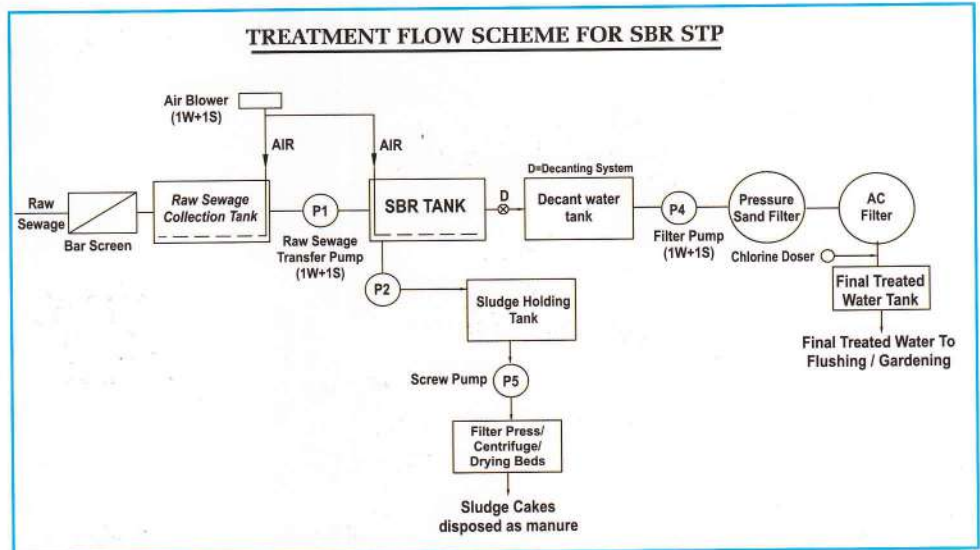 TREATMENT FLOW SCHEME FOR SBR STP
Air Blower
(1W+1S)
AIR
AIR
Raw
Sewage
Bar Screen
Raw Sewage
Collection Tank
P1
Raw Sewage
Transfer Pump
(1W+1S)
SBR TANK
D=Decanting System
D
Decant water
tank
P4
Filter Pump
(1W+1S)
Pressure
Sand Filter
AC
Filter
Chlorine Doser
Final Treated
Water Tank
Final Treated Water To
Flushing / Gardening
P2
Sludge Holding
Tank
Screw Pump
P5
Filter Press/
Centrifuge/
Drying Beds
Sludge Cakes
disposed as manure